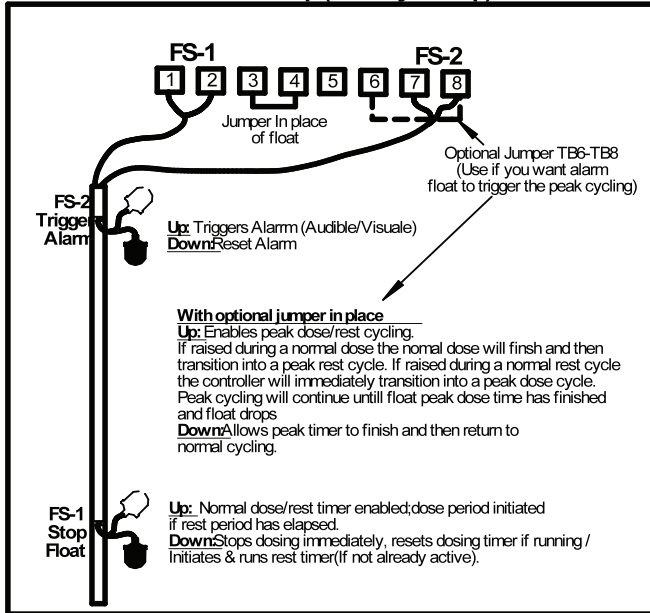 FS-1
FS-2
1 2 3 4 5 6 7 8
Jumper In place
of float
Optional Jumper TB6-TB8
(Use if you want alarm
float to trigger the peak cycling)
FS-2
Trigger
Alarm
Up: Triggers Alarrm (Audible/Visuale)
Down:Reset Alarm
With optional jumper in place
Up: Enables peak dose/rest cycling.
If raised during a normal dose the nomal dose will finsh and then
transition into a peak rest cycle. If raised during a normal rest cycle
the controller will immediately transition into a peak dose cycle.
Peak cycling will continue untill float peak dose time has finished
and float drops
Down:Allows peak timer to finish and then return to
normal cycling.
FS-1
Stop
Float
Up: Normal dose/rest timer enabled;dose period initiated
if rest period has elapsed.
Down:Stops dosing immediately, resets dosing timer if running /
Initiates & runs rest timer(If not already active).